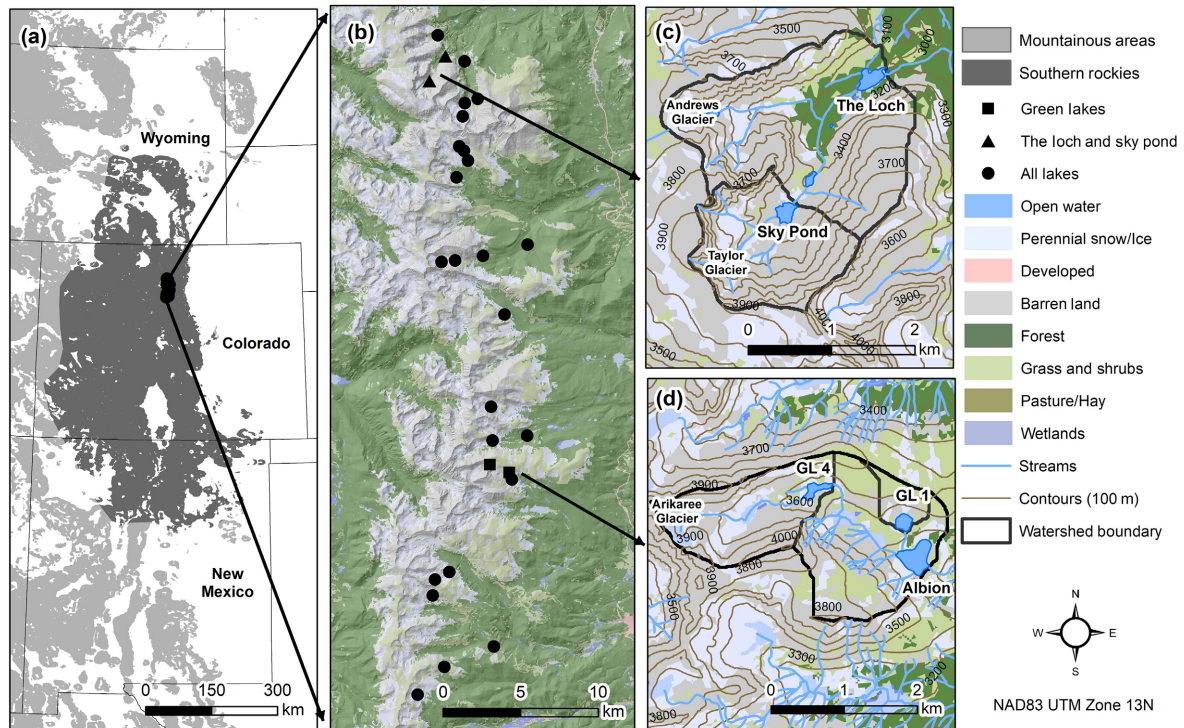 (a)
Wyoming
Colorado
New
Mexico
0 150 300
km
(b)
0 5 10
km
(c)
3500
3700
3100
3000
Andrews
Glacier
The Loch
3200
3300
3400
3700
3800
3700
Sky Pond
3900
3600
Taylor
Glacier
3900
4000
4000
3800
3500
0 1 2
km
(d)
3400
3700
GL 4
3900
3600
GL 1
Arikaree
Glacier
3900
4000
3800
3900
Albion
3500
3800
3500
3300
3200
0 1 2
3800
km
Mountainous areas
Southern rockies
Green lakes
The loch and sky pond
All lakes
Open water
Perennial snow/Ice
Developed
Barren land
Forest
Grass and shrubs
Pasture/Hay
Wetlands
Streams
Contours (100 m)
Watershed boundary
N
W E
S
NAD83 UTM Zone 13N